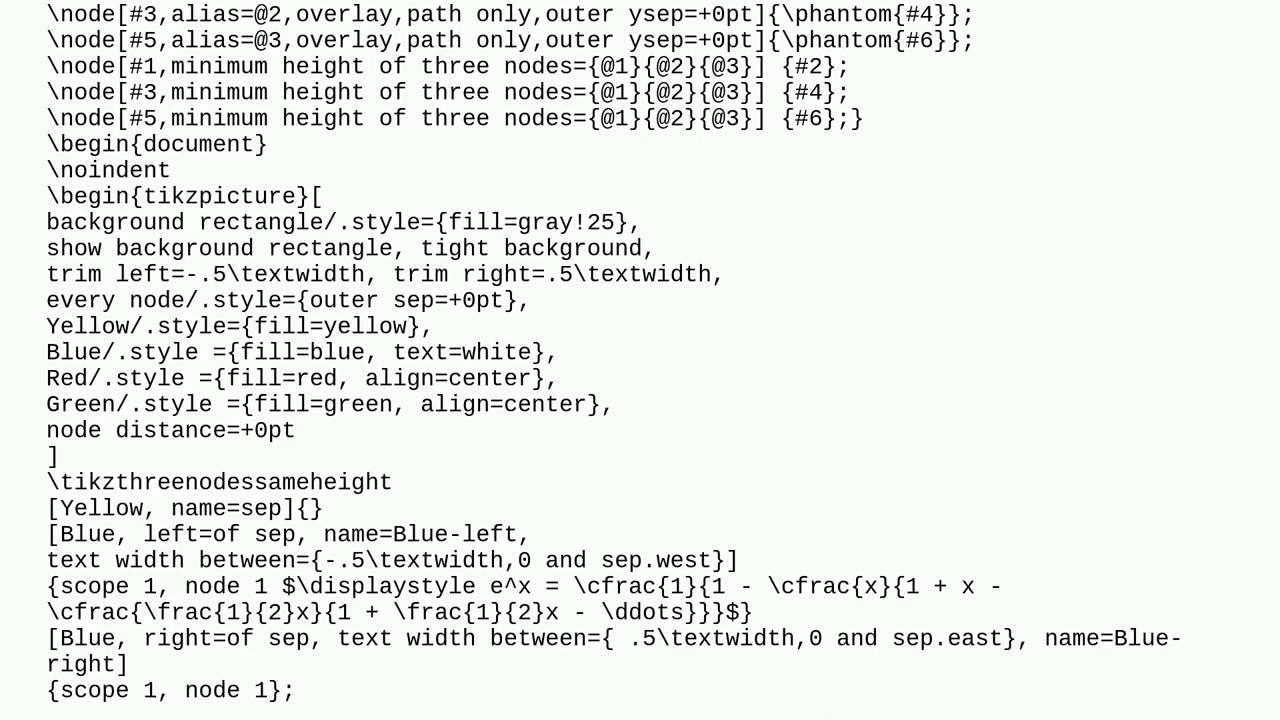 \node[#3,alias=@2,overlay,path only,outer ysep=+0pt]{\phantom{#4}};
\node[#5,alias=@3,overlay,path only,outer ysep=+0pt]{\phantom{#6}};
\node[#1,minimum height of three nodes={@1}{@2}{@3}] {#2};
\node[#3,minimum height of three nodes={@1}{@2}{@3}] {#4};
\node[#5,minimum height of three nodes={@1}{@2}{@3}] {#6};}
\begin{document}
\noindent
\begin{tikzpicture}[
background rectangle/.style={fill=gray!25},
show background rectangle, tight background,
trim left=-.5\textwidth, trim right=.5\textwidth,
every node/.style={outer sep=+0pt},
Yellow/.style={fill=yellow},
Blue/.style ={fill=blue, text=white},
Red/.style ={fill=red, align=center},
Green/.style ={fill=green, align=center},
node distance=+0pt
]
\tikzthreenodessameheight
[Yellow, name=sep]{}
[Blue, left=of sep, name=Blue-left,
text width between={-.5\textwidth,0 and sep.west}]
{scope 1, node 1 $\displaystyle e^x = \cfrac{1}{1 - \cfrac{x}{1 + x -
\cfrac{\frac{1}{2}x}{1 + \frac{1}{2}x - \ddots}}}$}
[Blue, right=of sep, text width between={ .5\textwidth,0 and sep.east}, name=Blue-
right]
{scope 1, node 1};